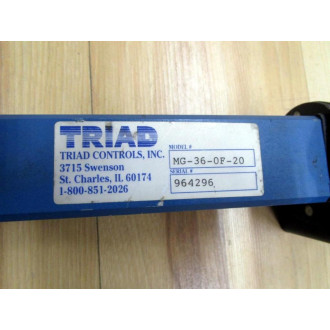 TRIAD
TRIAD CONTROLS, INC.
3715 Swenson
St. Charles, IL 60174
1-800-851-2026
MODEL #
MG-36-0F-20
SERIAL #
964296